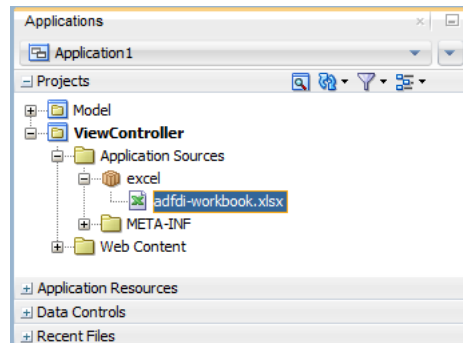 Applications
Application1
Projects
Model
ViewController
Application Sources
excel
adfdi-workbook.xlsx
META-INF
Web Content
Application Resources
Data Controls
Recent Files